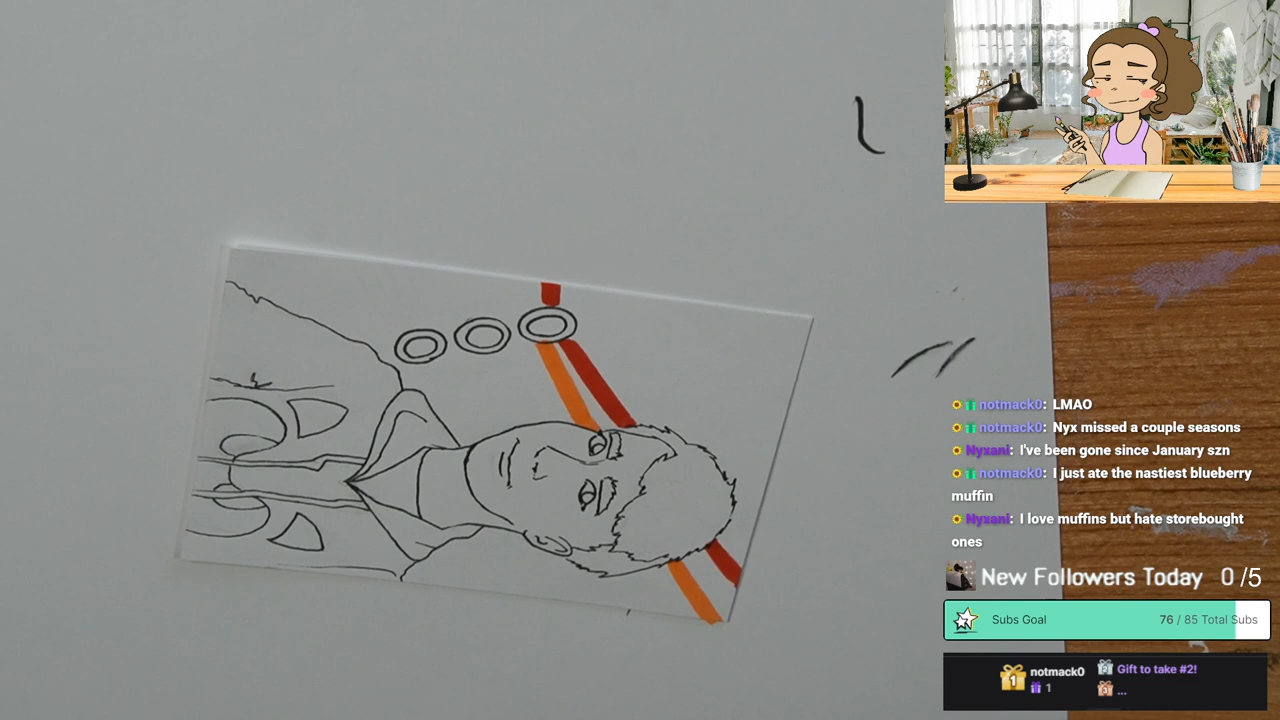 notmack0: LMAO
notmack0: Nyx missed a couple seasons
Nyxani: I've been gone since January szn
notmack0: I just ate the nastiest blueberry
muffin
Nyxani: I love muffins but hate storebought
ones
New Followers Today 0 /5
Subs Goal 76 / 85 Total Subs
1 notmack0 Gift to take #2!
1 ...